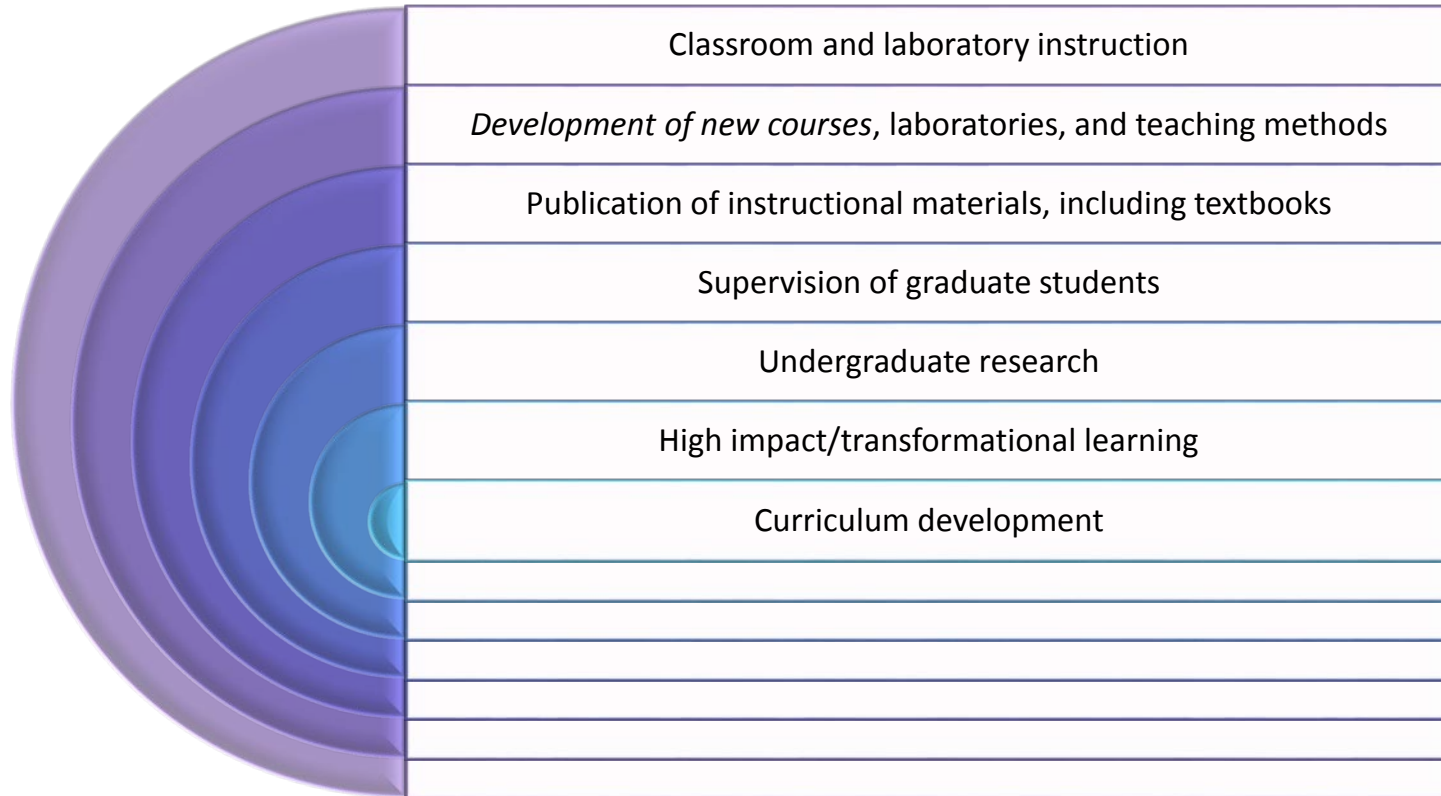 Classroom and laboratory instruction
Development of new courses, laboratories, and teaching methods
Publication of instructional materials, including textbooks
Supervision of graduate students
Undergraduate research
High impact/transformational learning
Curriculum development